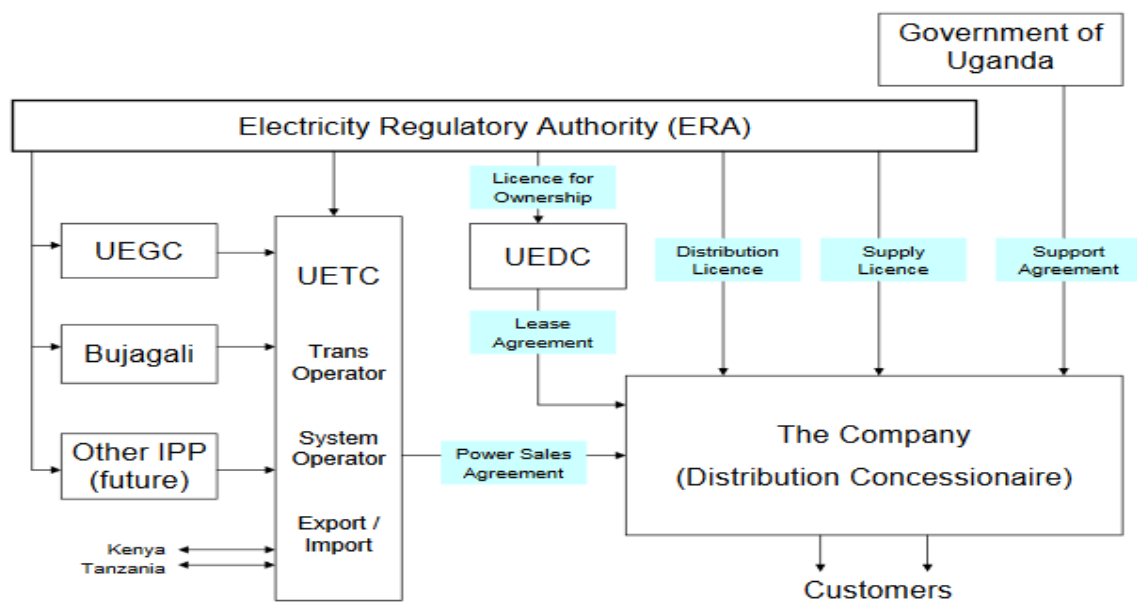 Government of
Uganda
Electricity Regulatory Authority (ERA)
Licence for
Ownership
UEGC
UETC
UEDC
Distribution
Licence
Supply
Licence
Support
Agreement
Lease
Agreement
Bujagali
Trans
Operator
Other IPP
(future)
System
Operator
Power Sales
Agreement
The Company
(Distribution Concessionaire)
Export /
Import
Kenya
Tanzania
Customers